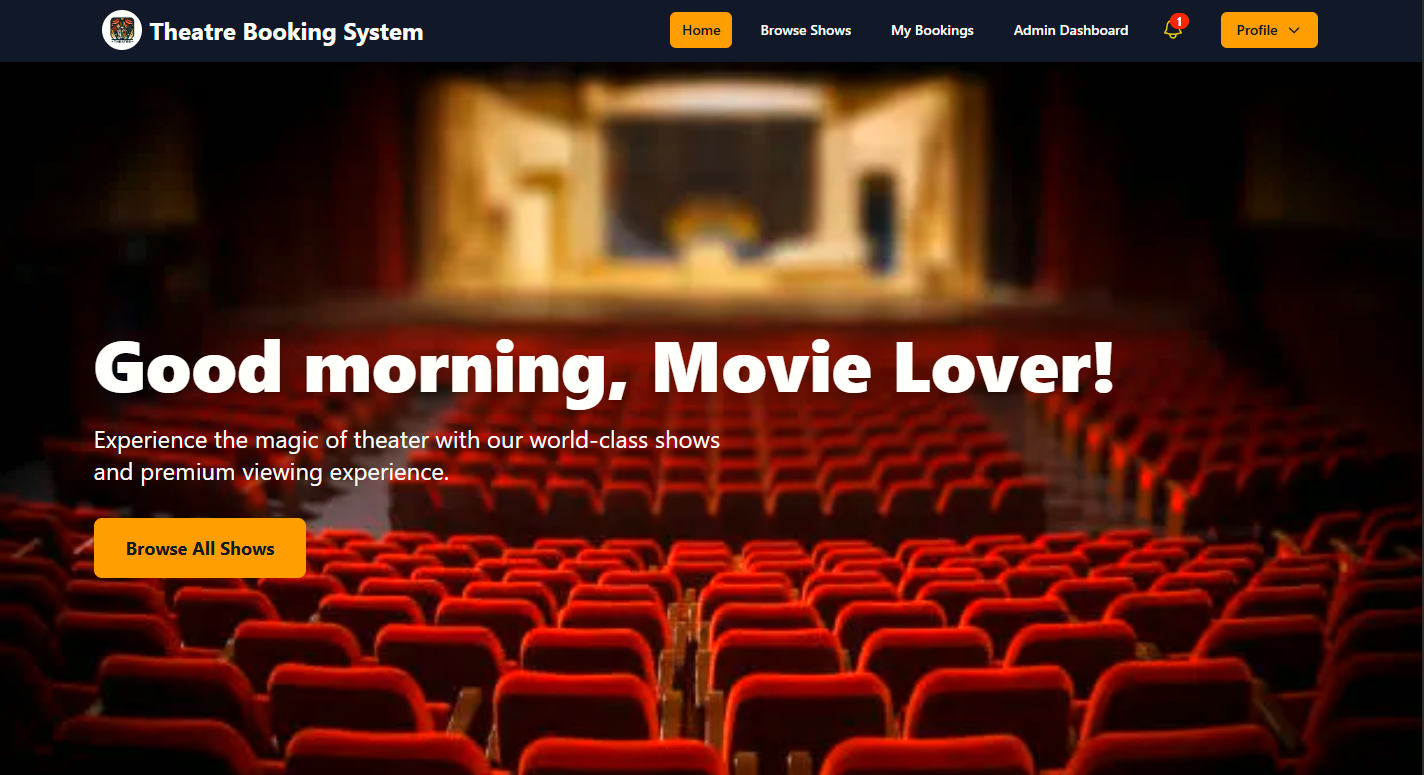 Theatre Booking System
Home
Browse Shows
My Bookings
Admin Dashboard
1
Profile
Good morning, Movie Lover!
Experience the magic of theater with our world-class shows
and premium viewing experience.
Browse All Shows